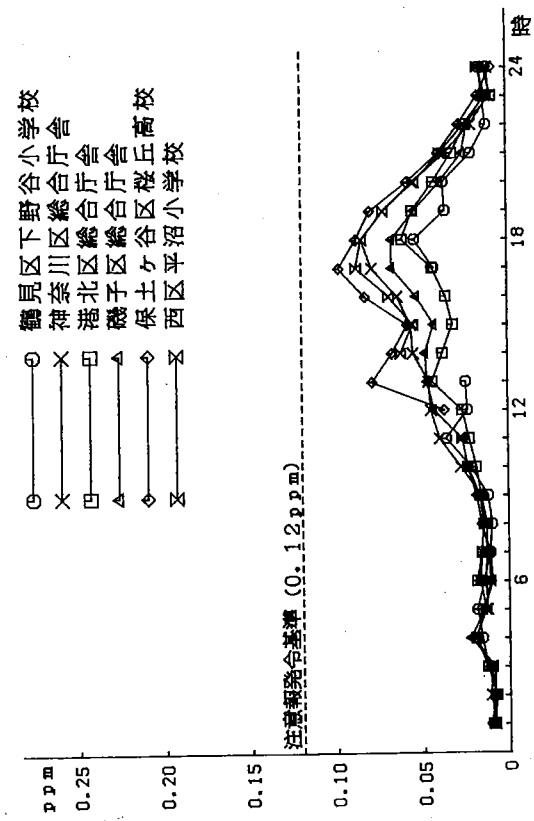 ppm
0.25
0.20
0.15
0.10
0.05
0
鶴見区下野谷小学校
神奈川区総合庁舎
港北区総合庁舎
磯子区総合庁舎
保土ヶ谷区桜丘高校
西区平沼小学校
注意報発令基準(0.12ppm)
6
12
18
24
時